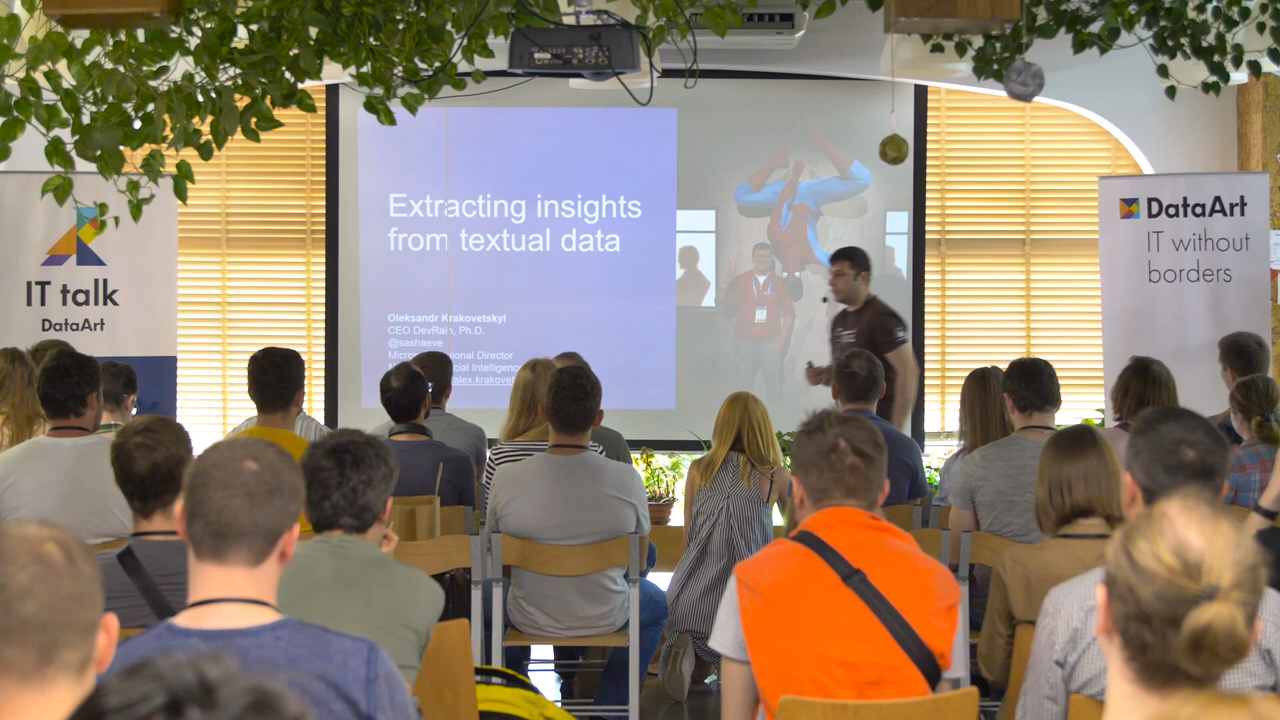 IT talk
DataArt
Extracting insights
from textual data
Oleksandr Krakovetskyi
CEO DevRain, Ph.D.
@sashaeve
DataArt
IT without
borders